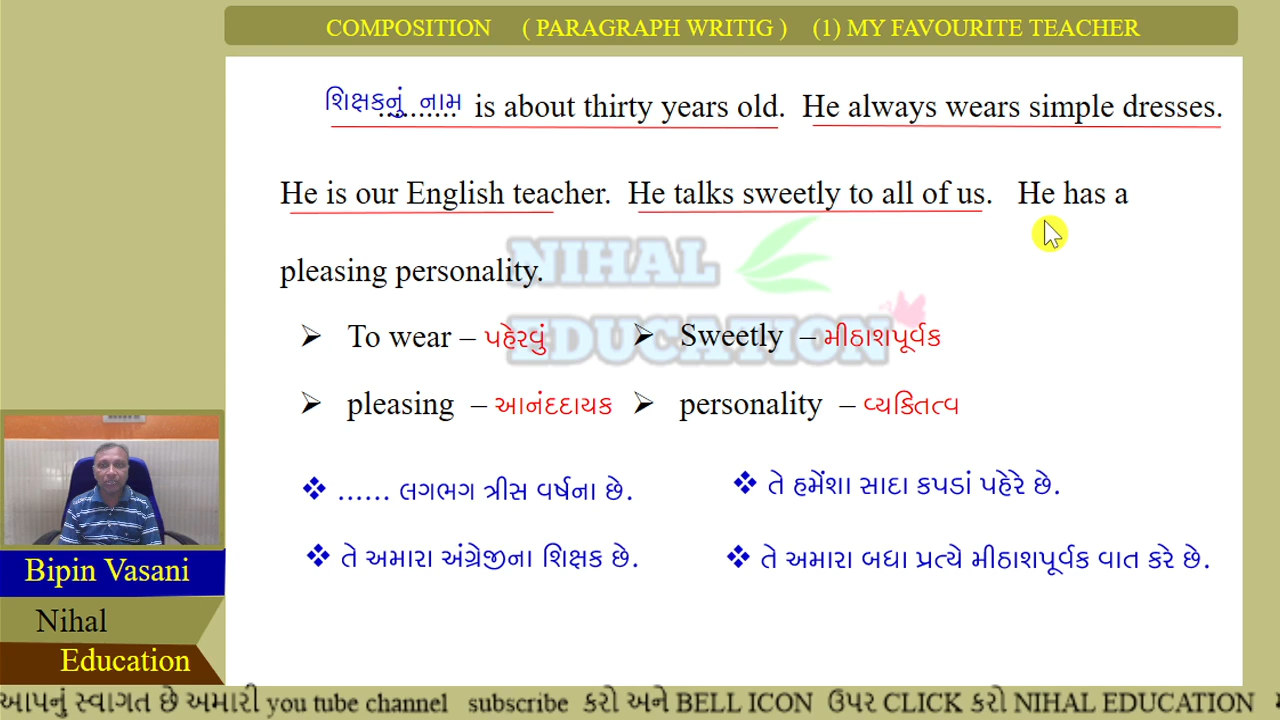 COMPOSITION ( PARAGRAPH WRITIG ) (1) MY FAVOURITE TEACHER
શિક્ષકનું નામ .......... is about thirty years old. He always wears simple dresses.
He is our English teacher. He talks sweetly to all of us. He has a
pleasing personality.
NIHAL EDUCATION
➢ To wear – પહેરવું ➢ Sweetly – મીઠાશપૂર્વક
➢ pleasing – આનંદદાયક ➢ personality – વ્યક્તિત્વ
❖ ...... લગભગ ત્રીસ વર્ષના છે. ❖ તે હમેંશા સાદા કપડાં પહેરે છે.
❖ તે અમારા અંગ્રેજીના શિક્ષક છે. ❖ તે અમારા બધા પ્રત્યે મીઠાશપૂર્વક વાત કરે છે.
Bipin Vasani
Nihal
Education
આપનું સ્વાગત છે અમારી you tube channel subscribe કરો અને BELL ICON ઉપર CLICK કરો NIHAL EDUCATION